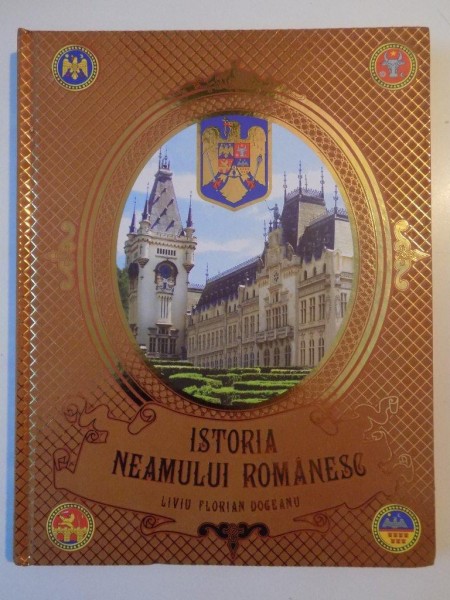 ISTORIA
NEAMULUI ROMÂNESC
LIVIU FLORIAN DOGEANU